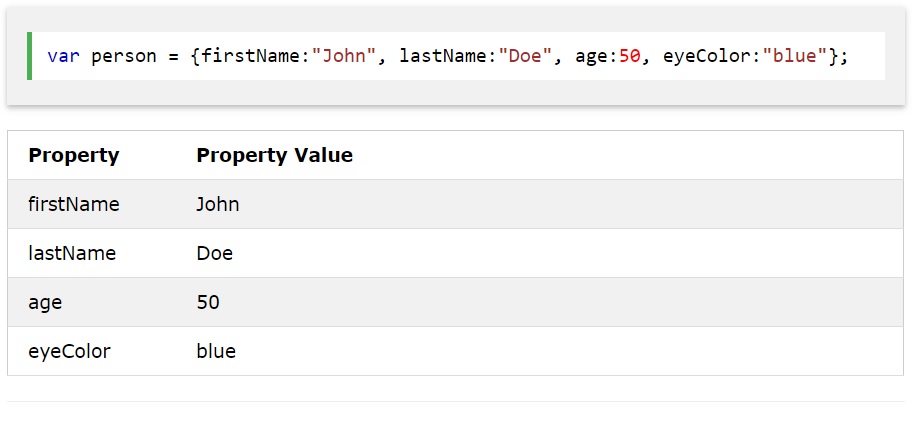 var person = {firstName:"John", lastName:"Doe", age:50, eyeColor:"blue"};
Property Property Value
firstName John
lastName Doe
age 50
eyeColor blue